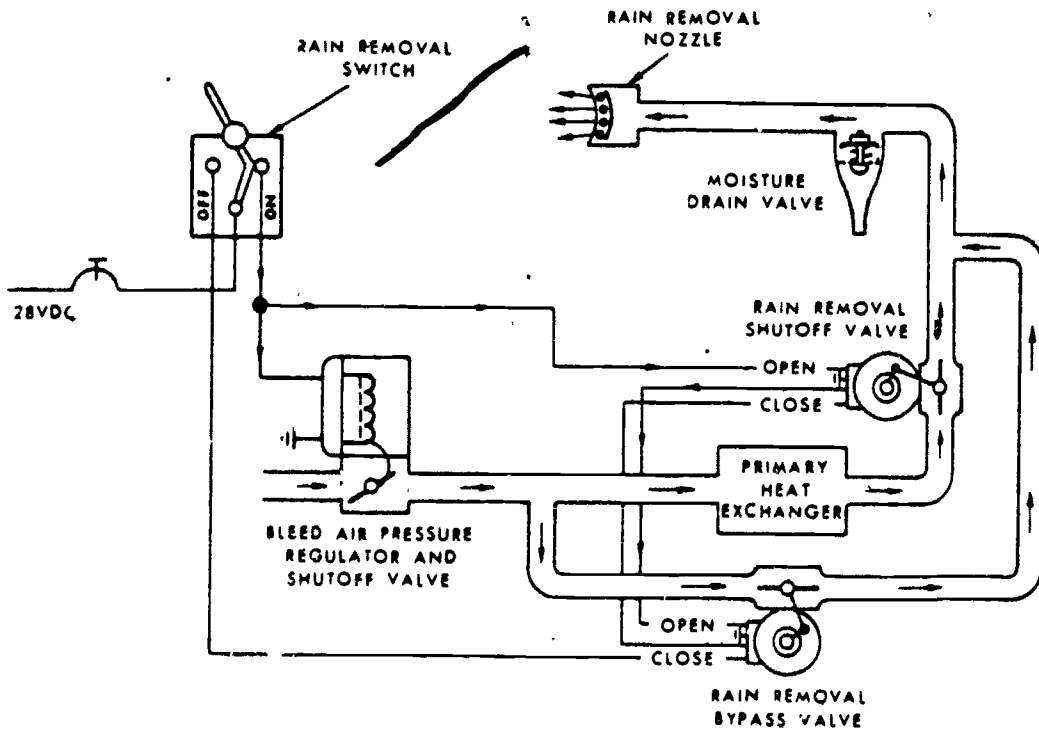 RAIN REMOVAL
SWITCH
RAIN REMOVAL
NOZZLE
OFF
ON
MOISTURE
DRAIN VALVE
28VDC
RAIN REMOVAL
SHUTOFF VALVE
OPEN
CLOSE
PRIMARY
HEAT
EXCHANGER
BLEED AIR PRESSURE
REGULATOR AND
SHUTOFF VALVE
OPEN
CLOSE
RAIN REMOVAL
BYPASS VALVE